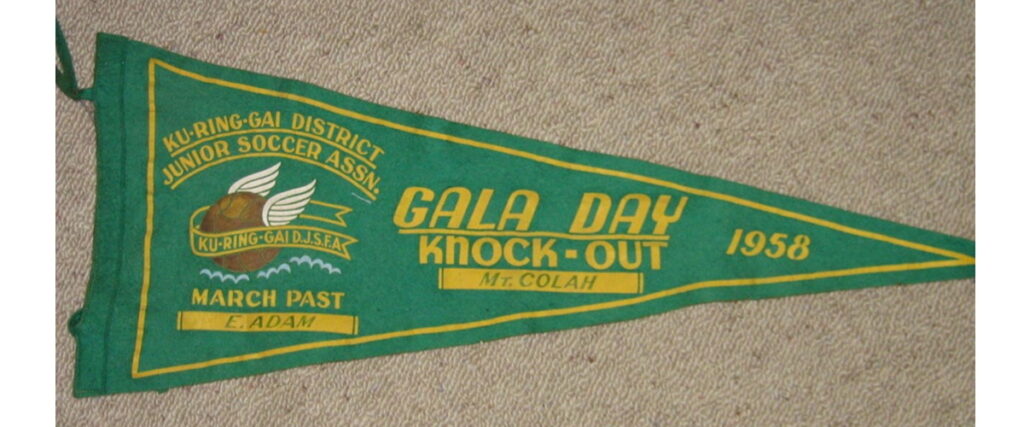 KU-RING-GAI DISTRICT
JUNIOR SOCCER ASSN.
KU-RING-GAI D.J.S.F.A.
MARCH PAST
E. ADAM
GALA DAY
KNOCK-OUT
MT. COLAH
1958